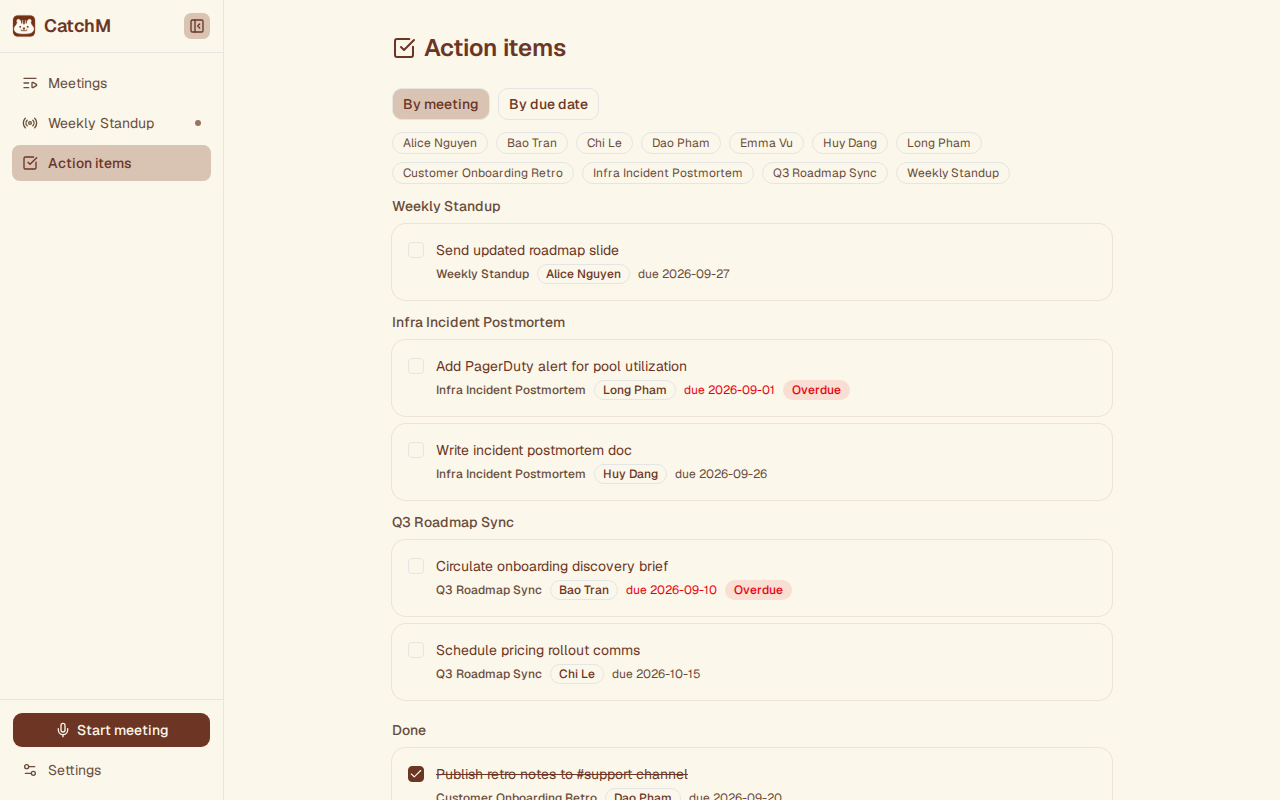 CatchM
Meetings
Weekly Standup
Action items
Start meeting
Settings
Action items
By meeting By due date
Alice Nguyen Bao Tran Chi Le Dao Pham Emma Vu Huy Dang Long Pham
Customer Onboarding Retro Infra Incident Postmortem Q3 Roadmap Sync Weekly Standup
Weekly Standup
Send updated roadmap slide
Weekly Standup Alice Nguyen due 2026-09-27
Infra Incident Postmortem
Add PagerDuty alert for pool utilization
Infra Incident Postmortem Long Pham due 2026-09-01 Overdue
Write incident postmortem doc
Infra Incident Postmortem Huy Dang due 2026-09-26
Q3 Roadmap Sync
Circulate onboarding discovery brief
Q3 Roadmap Sync Bao Tran due 2026-09-10 Overdue
Schedule pricing rollout comms
Q3 Roadmap Sync Chi Le due 2026-10-15
Done
Publish retro notes to #support channel
Customer Onboarding Retro Dao Pham due 2026-09-20